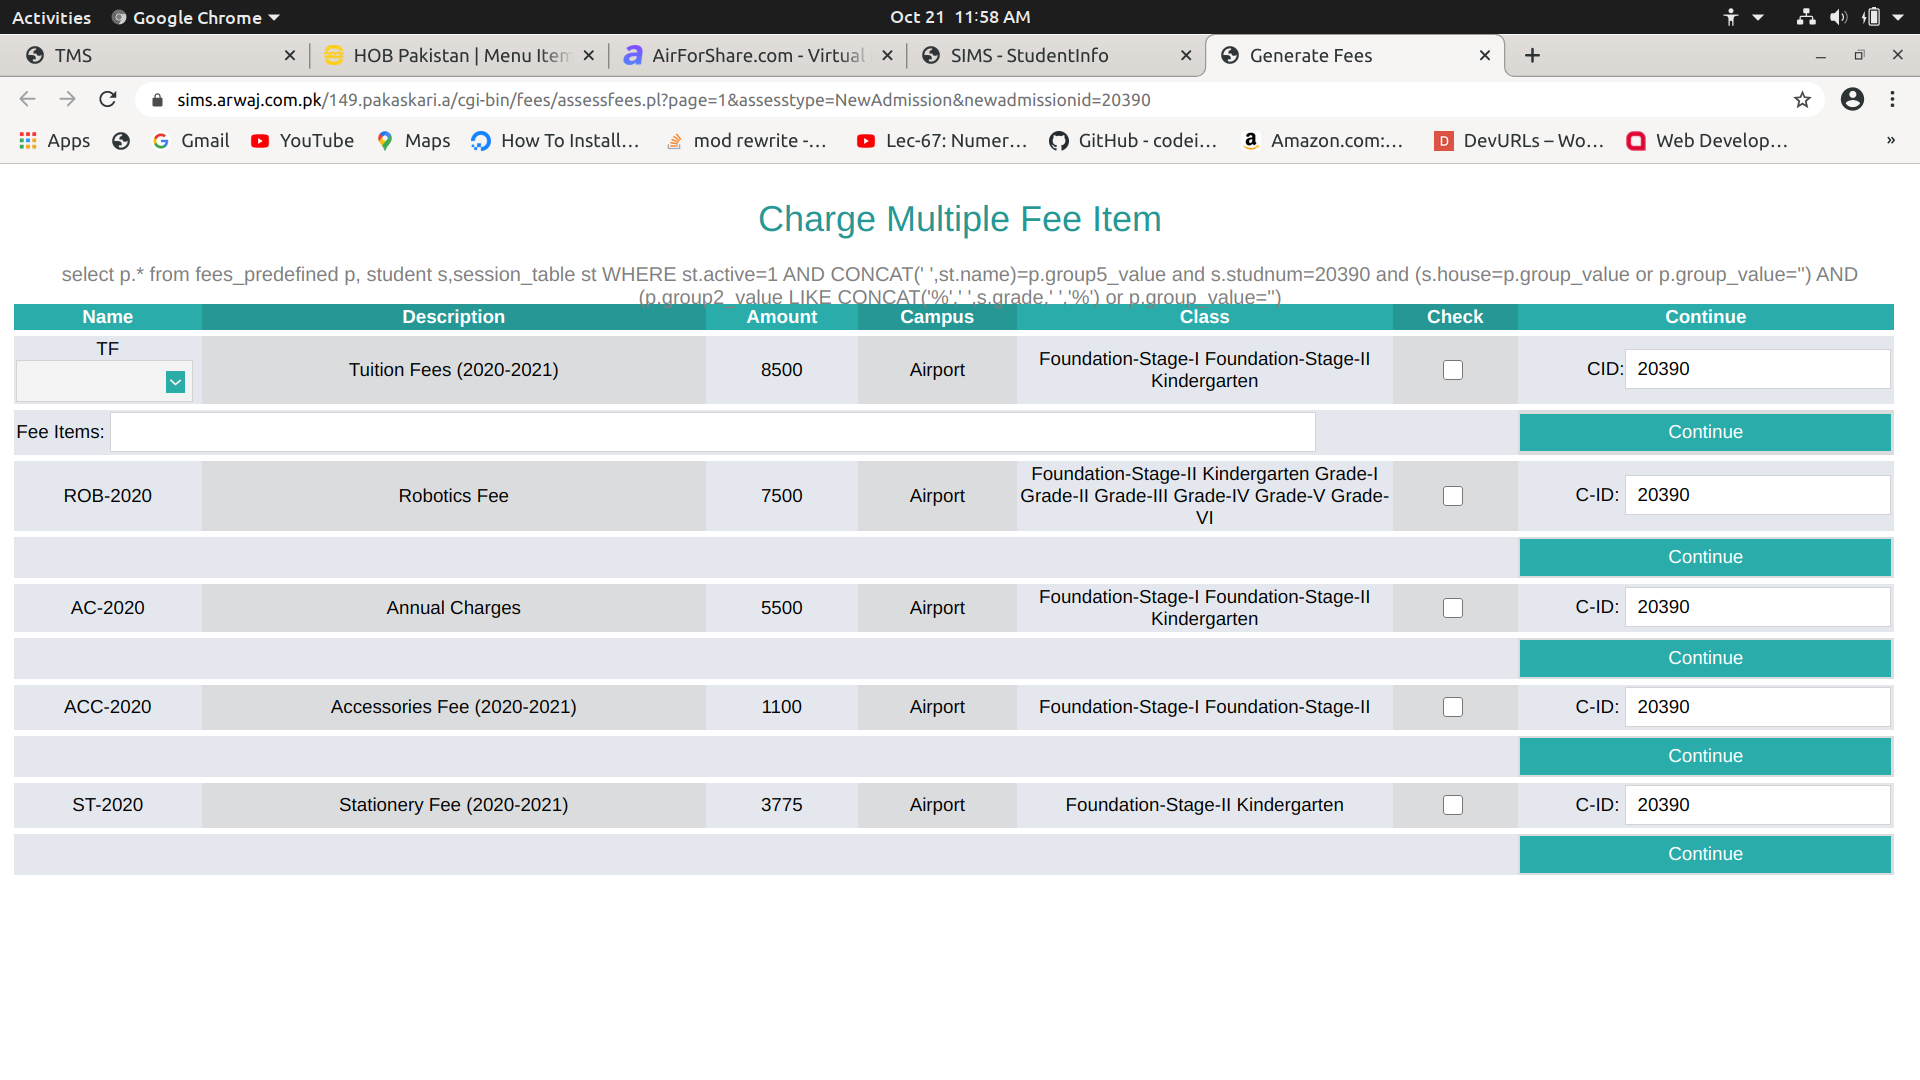 Activities Google Chrome Oct 21 11:58 AM
TMS HOB Pakistan | Menu Item AirForShare.com - Virtual SIMS - StudentInfo Generate Fees
sims.arwaj.com.pk/149.pakaskari.a/cgi-bin/fees/assessfees.pl?page=1&assesstype=NewAdmission&newadmissionid=20390
Apps Gmail YouTube Maps How To Install... mod rewrite -... Lec-67: Numer... GitHub - codei... Amazon.com:... DevURLs – Wo... Web Develop... »
Charge Multiple Fee Item
select p.* from fees_predefined p, student s,session_table st WHERE st.active=1 AND CONCAT(' ',st.name)=p.group5_value and s.studnum=20390 and (s.house=p.group_value or p.group_value='') AND
(p.group2_value LIKE CONCAT('%',' ',s.grade,' ','%') or p.group_value='')
Name Description Amount Campus Class Check Continue
TF Tuition Fees (2020-2021) 8500 Airport Foundation-Stage-I Foundation-Stage-II
Kindergarten CID: 20390
Fee Items: Continue
ROB-2020 Robotics Fee 7500 Airport Foundation-Stage-II Kindergarten Grade-I
Grade-II Grade-III Grade-IV Grade-V Grade-
VI C-ID: 20390
Continue
AC-2020 Annual Charges 5500 Airport Foundation-Stage-I Foundation-Stage-II
Kindergarten C-ID: 20390
Continue
ACC-2020 Accessories Fee (2020-2021) 1100 Airport Foundation-Stage-I Foundation-Stage-II C-ID: 20390
Continue
ST-2020 Stationery Fee (2020-2021) 3775 Airport Foundation-Stage-II Kindergarten C-ID: 20390
Continue